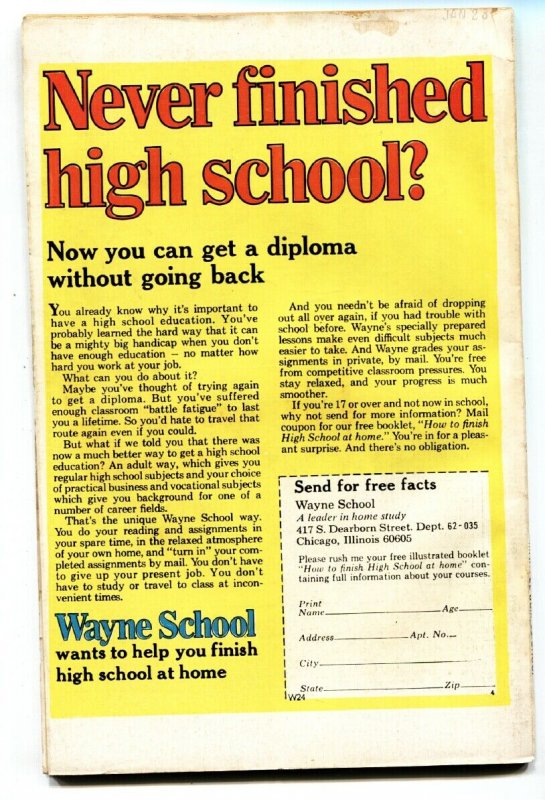 JAN 23
Never finished
high school?
Now you can get a diploma
without going back
You already know why it's important to
have a high school education. You've
probably learned the hard way that it can
be a mighty big handicap when you don't
have enough education — no matter how
hard you work at your job.
What can you do about it?
Maybe you've thought of trying again
to get a diploma. But you've suffered
enough classroom "battle fatigue" to last
you a lifetime. So you'd hate to travel that
route again even if you could.
But what if we told you that there was
now a much better way to get a high school
education? An adult way, which gives you
regular high school subjects and your choice
of practical business and vocational subjects
which give you background for one of a
number of career fields.
That's the unique Wayne School way.
You do your reading and assignments in
your spare time, in the relaxed atmosphere
of your own home, and "turn in" your com-
pleted assignments by mail. You don't have
to give up your present job. You don't
have to study or travel to class at incon-
venient times.
Wayne School
wants to help you finish
high school at home
And you needn't be afraid of dropping
out all over again, if you had trouble with
school before. Wayne's specially prepared
lessons make even difficult subjects much
easier to take. And Wayne grades your as-
signments in private, by mail. You're free
from competitive classroom pressures. You
stay relaxed, and your progress is much
smoother.
If you're 17 or over and not now in school,
why not send for more information? Mail
coupon for our free booklet, "How to finish
High School at home." You're in for a pleas-
ant surprise. And there's no obligation.
Send for free facts
Wayne School
A leader in home study
417 S. Dearborn Street. Dept. 62-035
Chicago, Illinois 60605
Please rush me your free illustrated booklet
"How to finish High School at home" con-
taining full information about your courses.
Print
Name Age
Address Apt. No.
City
State Zip
W24 4